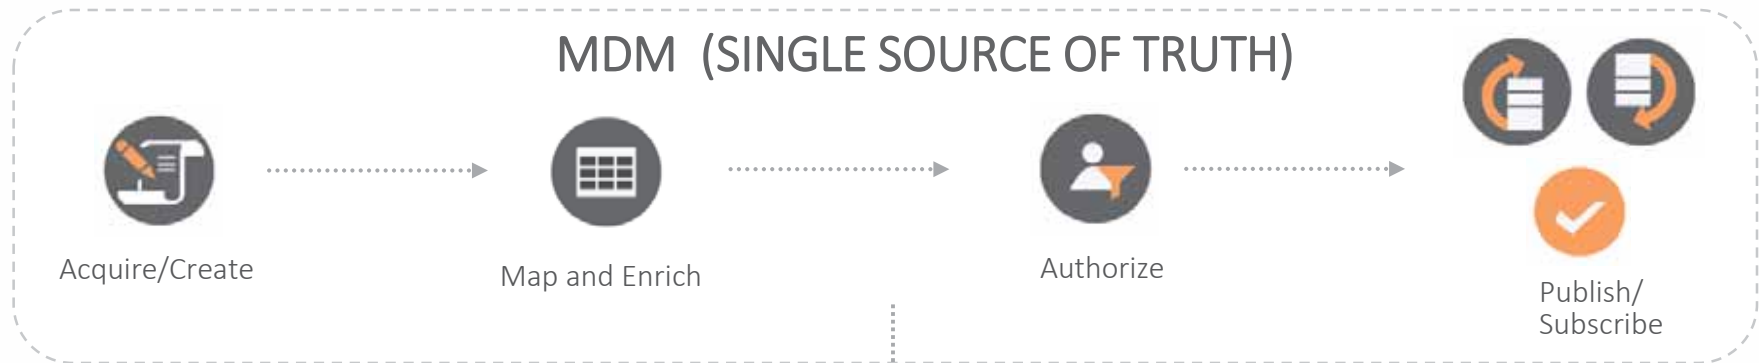 MDM (SINGLE SOURCE OF TRUTH)
Acquire/Create
Map and Enrich
Authorize
Publish/
Subscribe